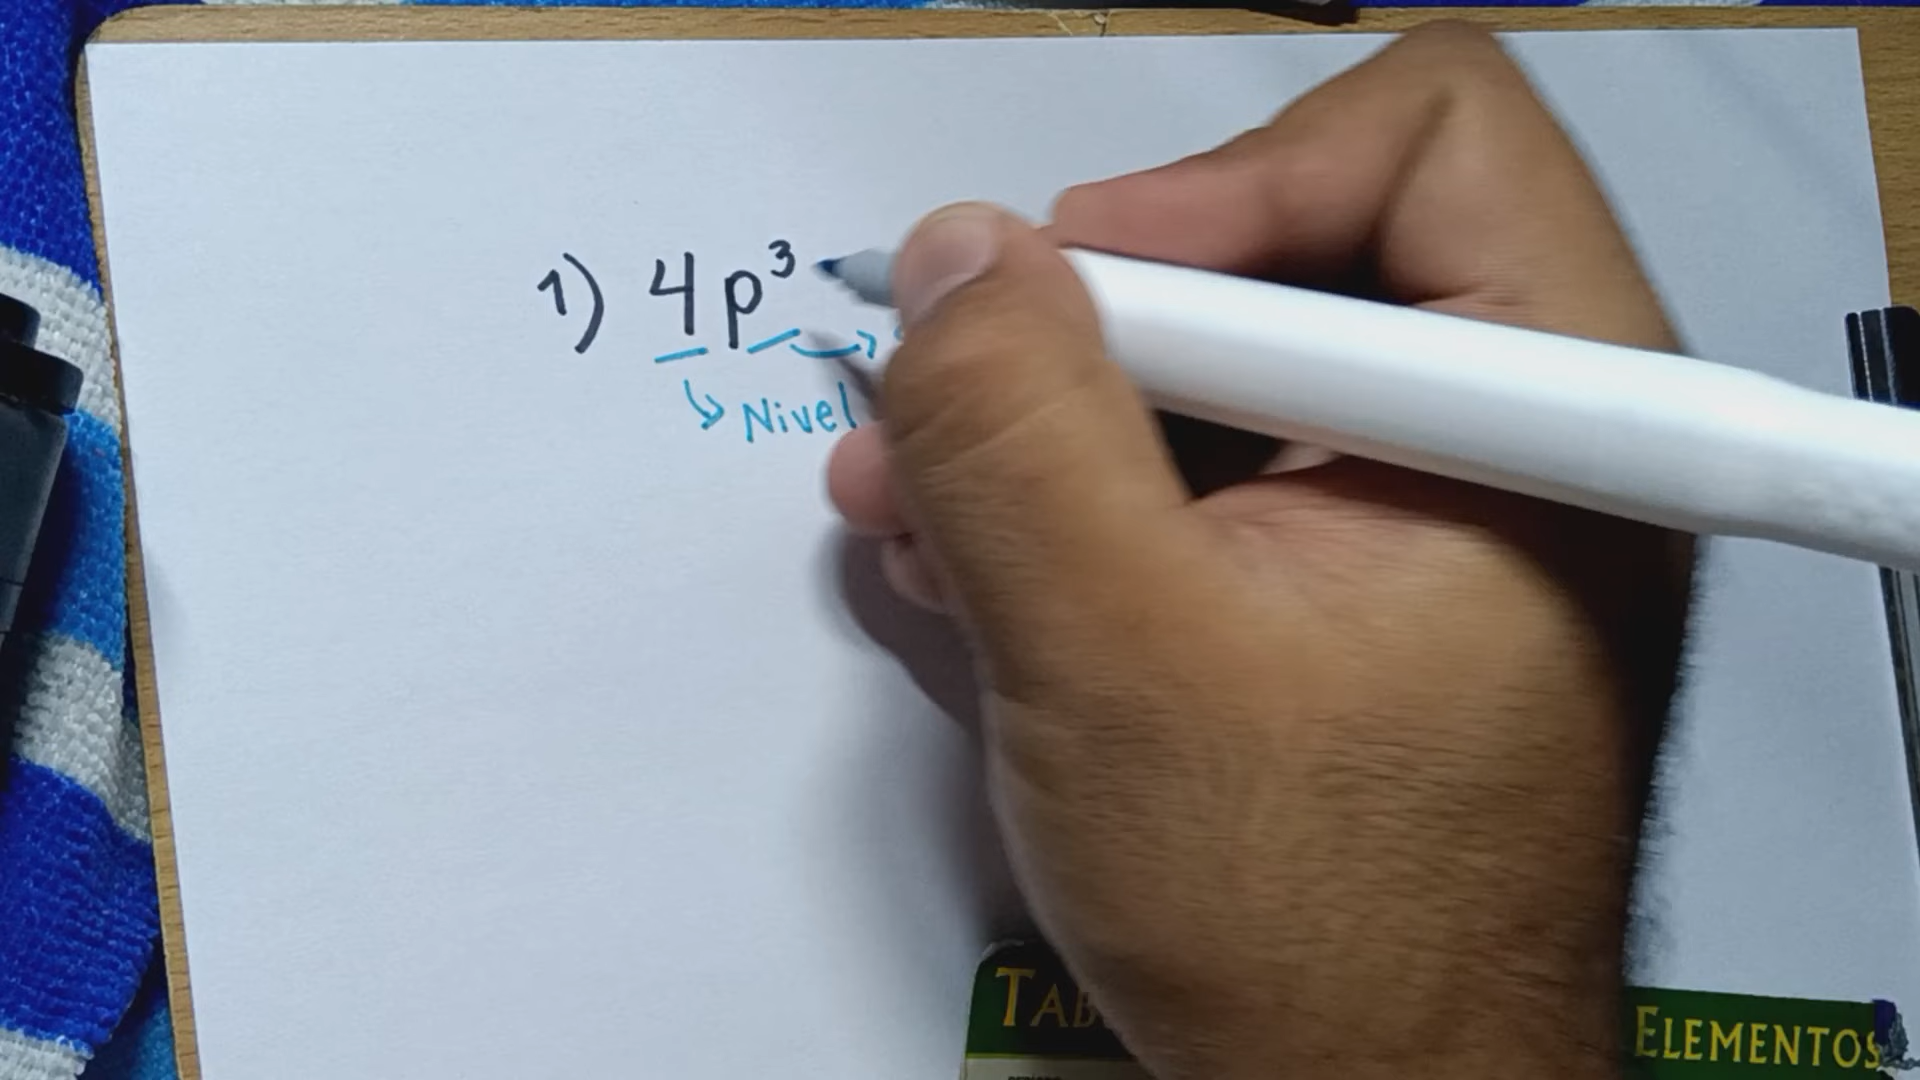 1) 4p³
↳ Nivel
ELEMENTOS